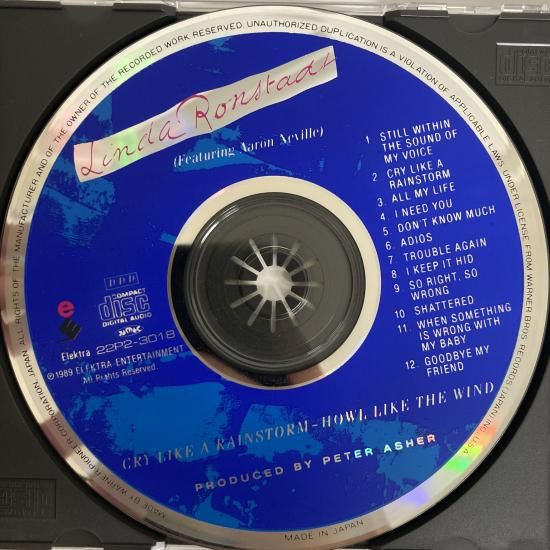 ALL RIGHTS OF THE MANUFACTURER AND OF THE OWNER OF THE RECORDED WORK RESERVED. UNAUTHORIZED DUPLICATION IS A VIOLATION OF APPLICABLE LAWS. UNDER LICENSE FROM WARNER BROS. RECORDS
U.S.A.
MADE BY WARNER-PIONEER CORPORATION, JAPAN
Linda Ronstadt
(Featuring Aaron Neville)
1 STILL WITHIN
THE SOUND OF
MY VOICE
2 CRY LIKE A
RAINSTORM
3 ALL MY LIFE
4 I NEED YOU
5 DON'T KNOW MUCH
6 ADIOS
7 TROUBLE AGAIN
8 I KEEP IT HID
9 SO RIGHT, SO
WRONG
10 SHATTERED
11 WHEN SOMETHING
IS WRONG WITH
MY BABY
12 GOODBYE MY
FRIEND
DDD
COMPACT
disc
DIGITAL AUDIO
e
Elektra 22P2-3018
©1989 ELEKTRA ENTERTAINMENT
All Rights Reserved.
CRY LIKE A RAINSTORM–HOWL LIKE THE WIND
PRODUCED BY PETER ASHER
MADE IN JAPAN